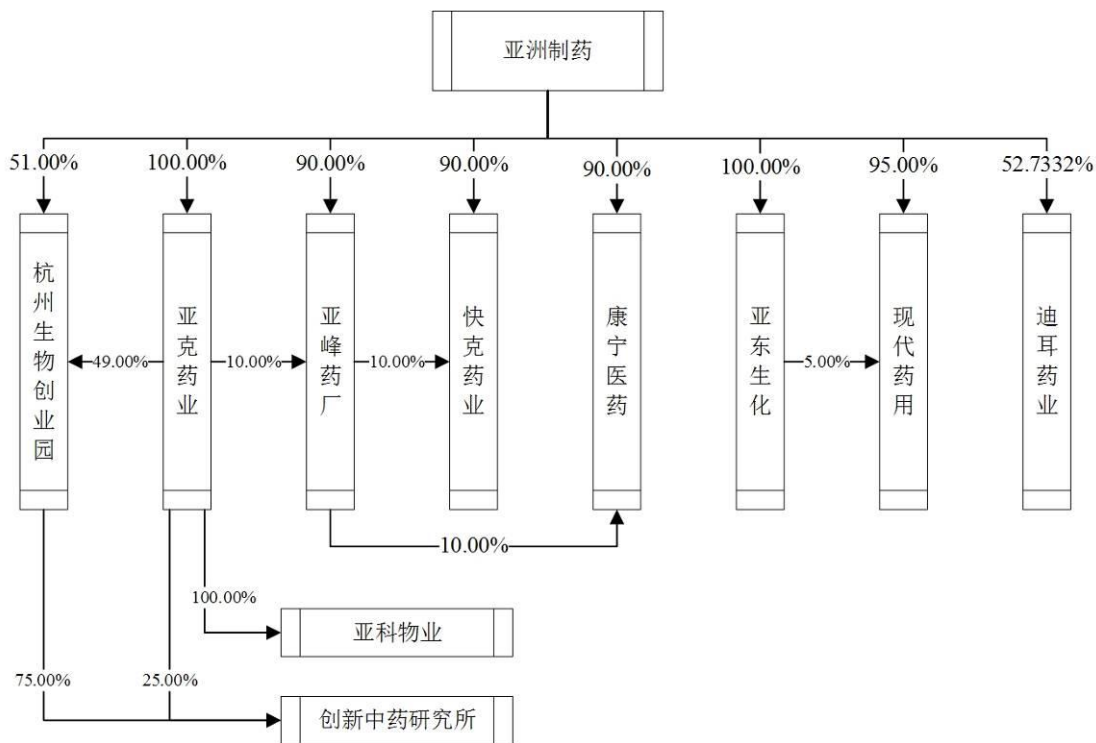 亚洲制药
51.00%
100.00%
90.00%
90.00%
90.00%
100.00%
95.00%
52.7332%
杭州生物创业园
亚克药业
亚峰药厂
快克药业
康宁医药
亚东生化
现代药用
迪耳药业
49.00%
10.00%
10.00%
5.00%
10.00%
100.00%
亚科物业
75.00%
25.00%
创新中药研究所